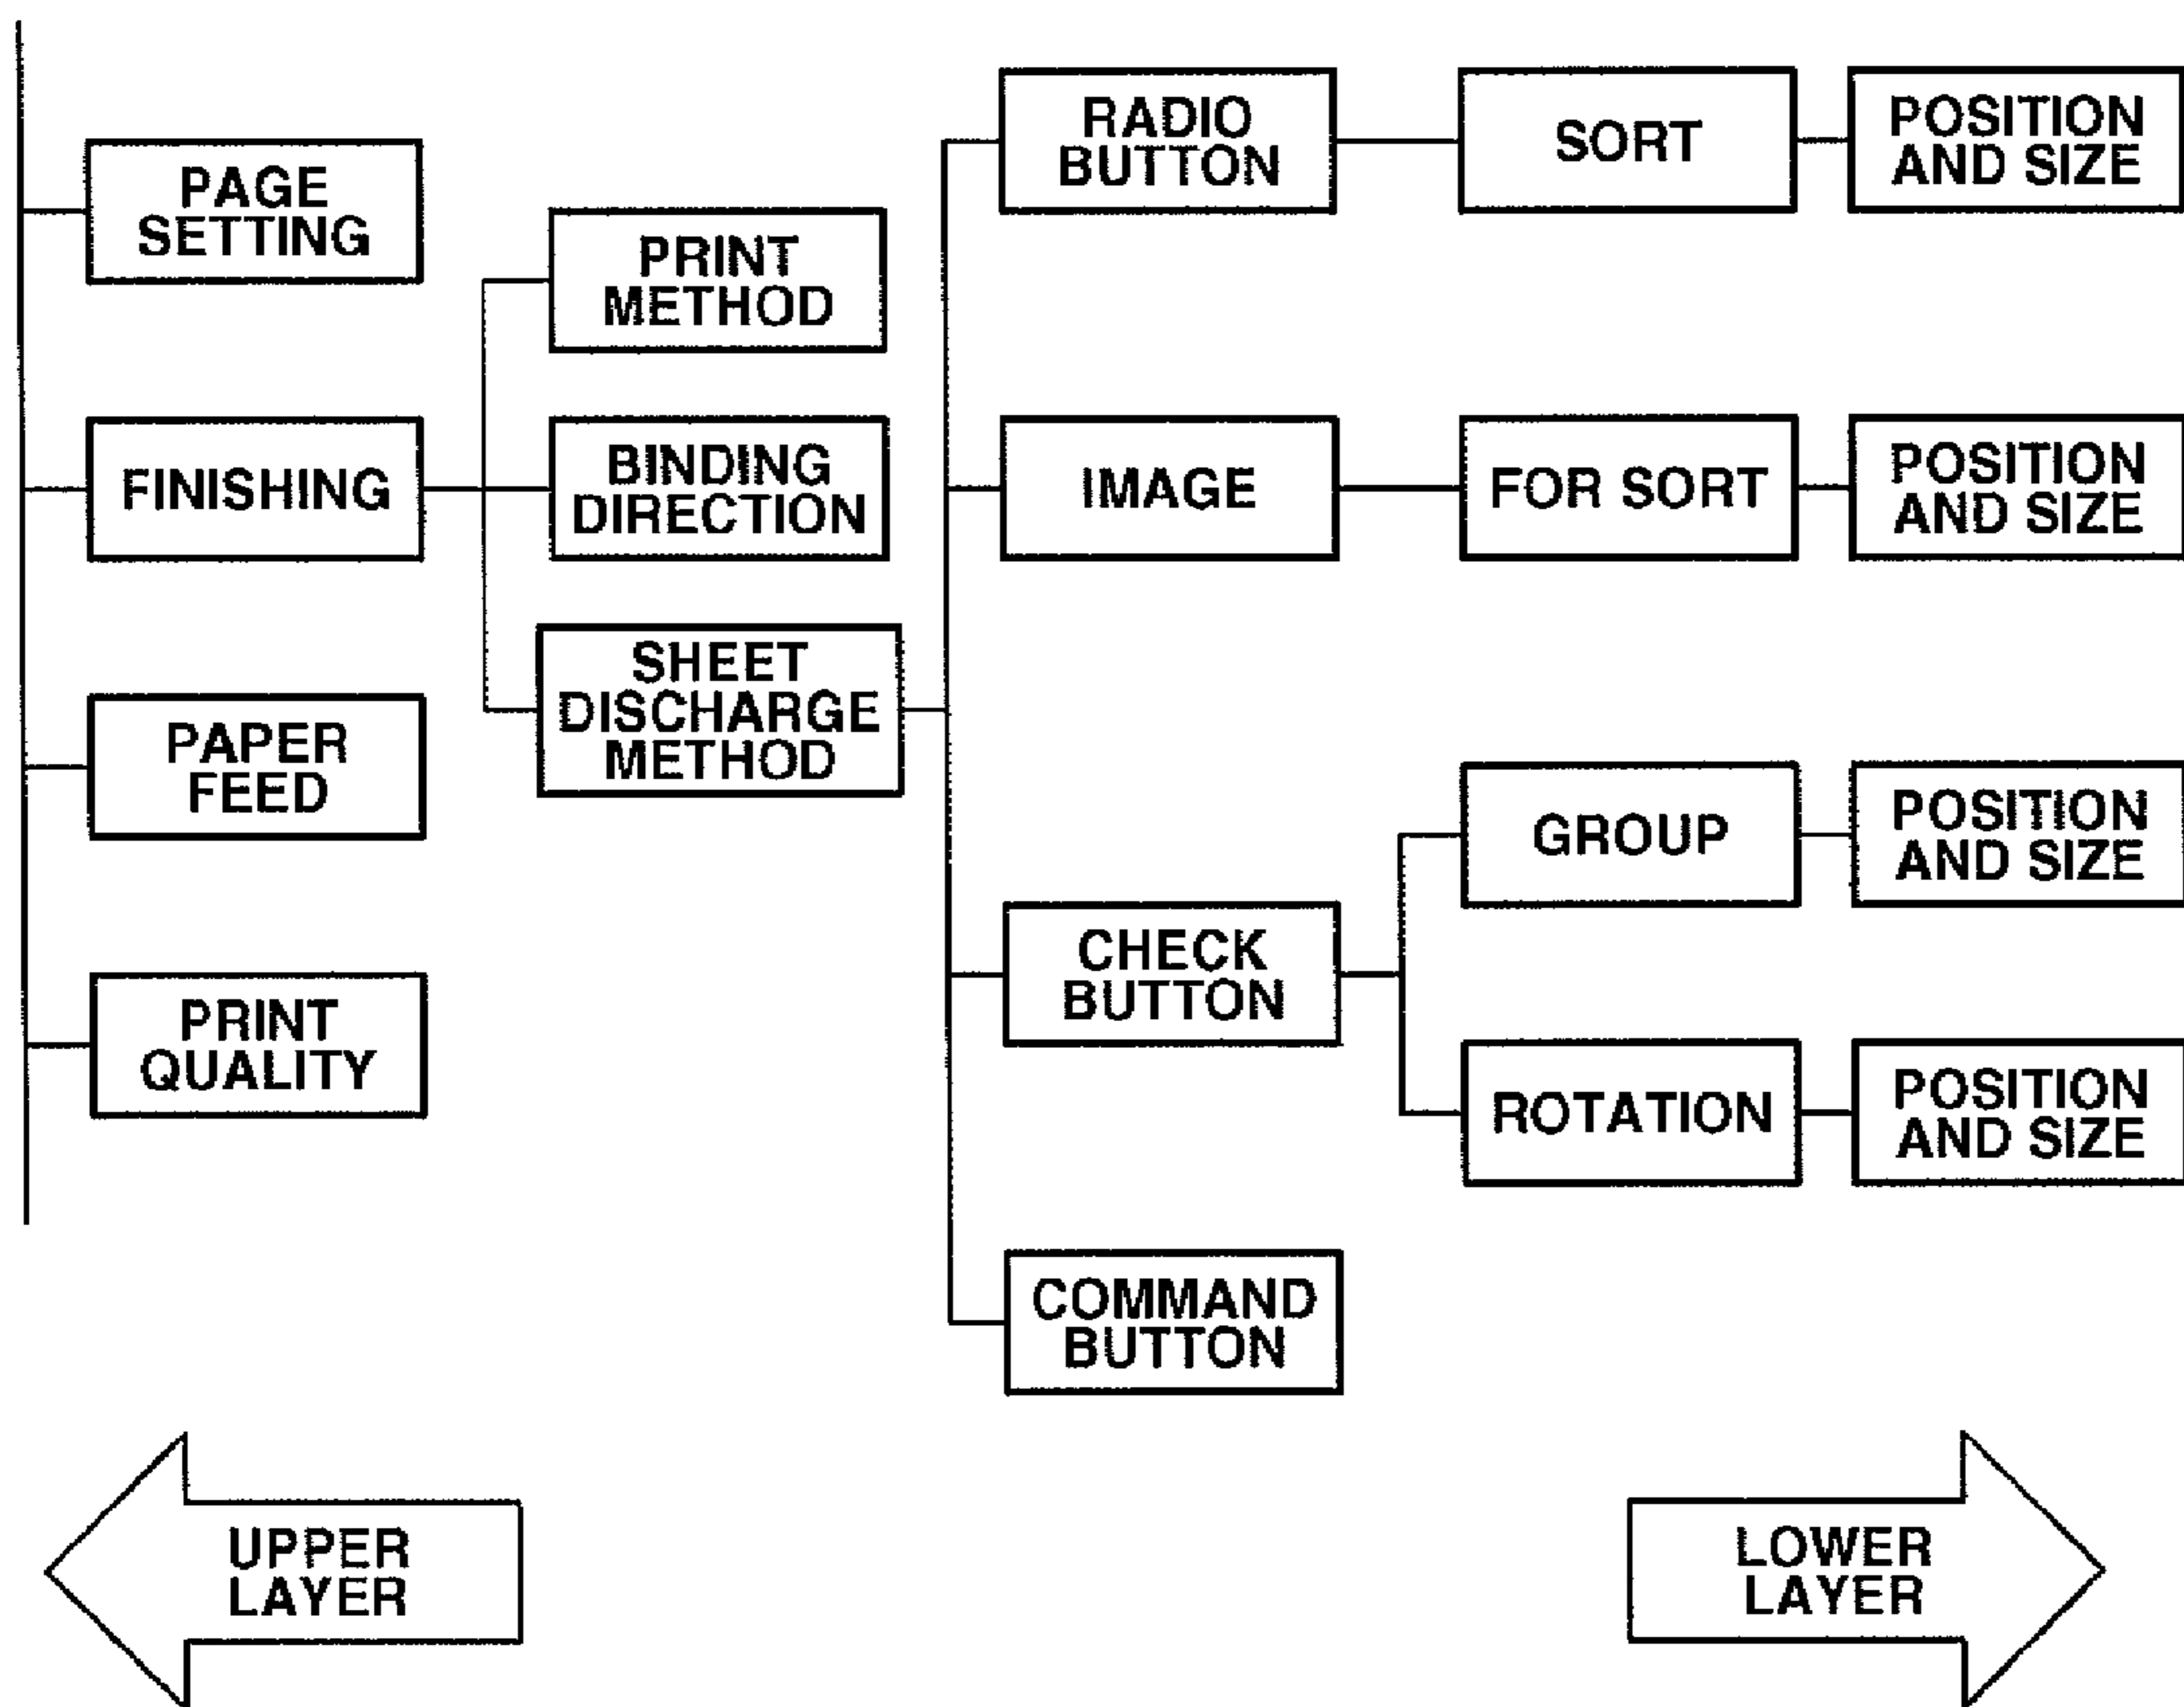 PAGE
SETTING
FINISHING
PAPER
FEED
PRINT
QUALITY
PRINT
METHOD
BINDING
DIRECTION
SHEET
DISCHARGE
METHOD
RADIO
BUTTON
IMAGE
CHECK
BUTTON
COMMAND
BUTTON
SORT
FOR SORT
GROUP
ROTATION
POSITION
AND SIZE
POSITION
AND SIZE
POSITION
AND SIZE
POSITION
AND SIZE
UPPER
LAYER
LOWER
LAYER